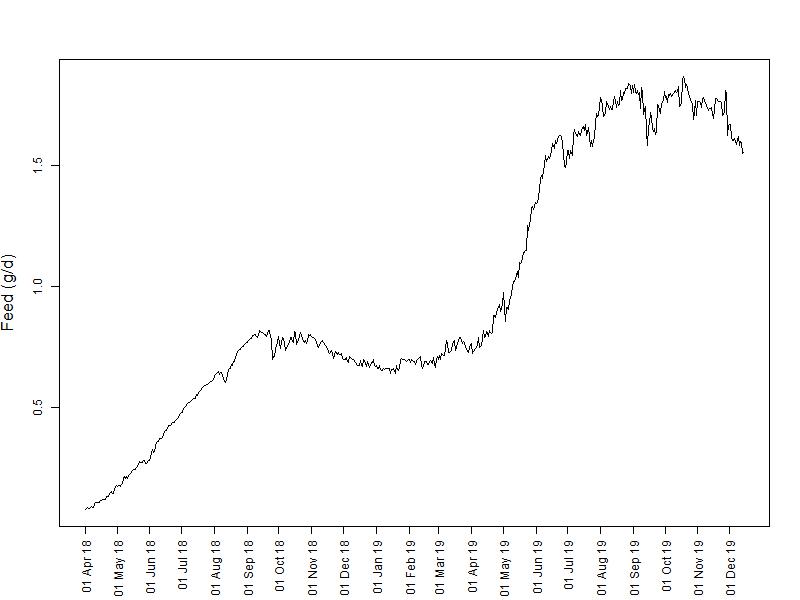 Feed (g/d)
1.5
1.0
0.5
01 Apr 18
01 May 18
01 Jun 18
01 Jul 18
01 Aug 18
01 Sep 18
01 Oct 18
01 Nov 18
01 Dec 18
01 Jan 19
01 Feb 19
01 Mar 19
01 Apr 19
01 May 19
01 Jun 19
01 Jul 19
01 Aug 19
01 Sep 19
01 Oct 19
01 Nov 19
01 Dec 19